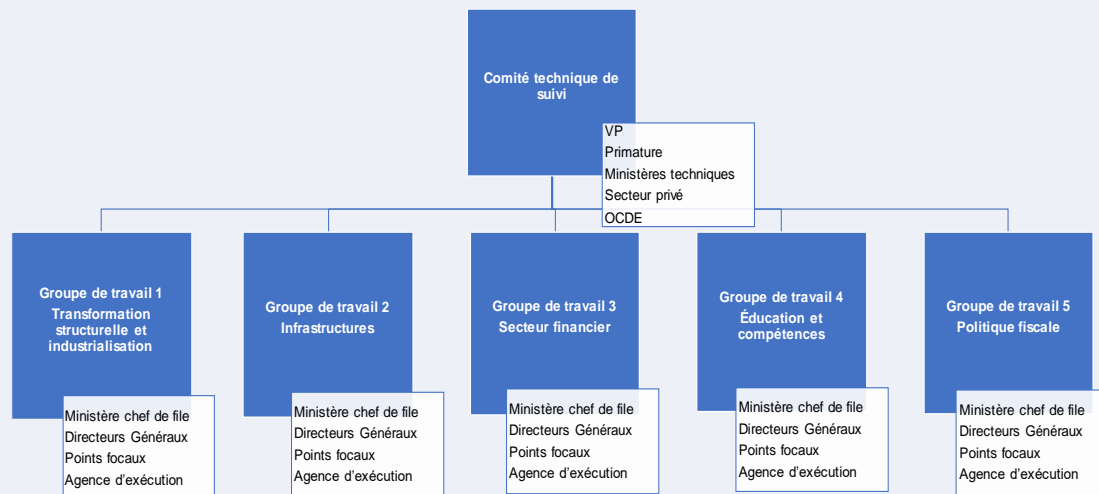 Comité technique de
suivi
VP
Primature
Ministères techniques
Secteur privé
OCDE
Groupe de travail 1
Transformation
structurelle et
industrialisation
Ministère chef de file
Directeurs Généraux
Points focaux
Agence d'exécution
Groupe de travail 2
Infrastructures
Ministère chef de file
Directeurs Généraux
Points focaux
Agence d'exécution
Groupe de travail 3
Secteur financier
Ministère chef de file
Directeurs Généraux
Points focaux
Agence d'exécution
Groupe de travail 4
Éducation et
compétences
Ministère chef de file
Directeurs Généraux
Points focaux
Agence d'exécution
Groupe de travail 5
Politique fiscale
Ministère chef de file
Directeurs Généraux
Points focaux
Agence d'exécution